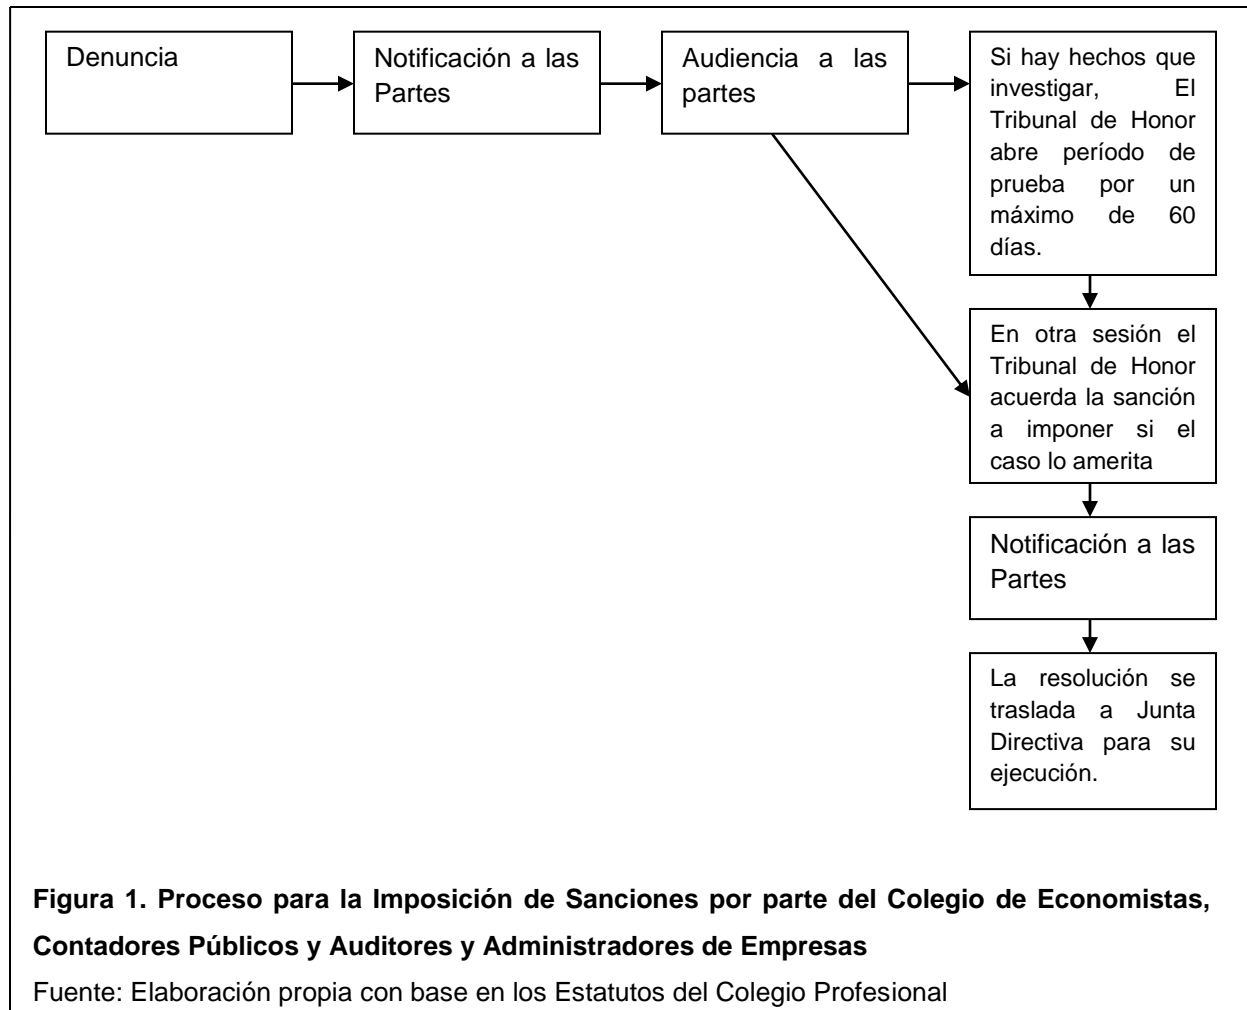 Denuncia
Notificación a las
Partes
Audiencia a las
partes
Si hay hechos que
investigar, El
Tribunal de Honor
abre período de
prueba por un
máximo de 60
días.
En otra sesión el
Tribunal de Honor
acuerda la sanción
a imponer si el
caso lo amerita
Notificación a las
Partes
La resolución se
traslada a Junta
Directiva para su
ejecución.
Figura 1. Proceso para la Imposición de Sanciones por parte del Colegio de Economistas,
Contadores Públicos y Auditores y Administradores de Empresas
Fuente: Elaboración propia con base en los Estatutos del Colegio Profesional